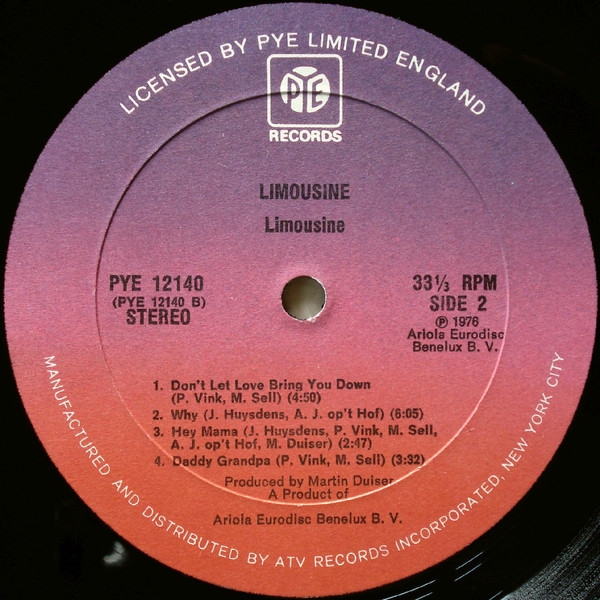 LICENSED BY PYE LIMITED ENGLAND
PYE
RECORDS
LIMOUSINE
Limousine
PYE 12140
(PYE 12140 B)
STEREO
33⅓ RPM
SIDE 2
℗ 1976
Ariola Eurodisc
Benelux B. V.
1. Don't Let Love Bring You Down
(P. Vink, M. Sell) (4:50)
2. Why (J. Huysdens, A. J. op't Hof) (6:05)
3. Hey Mama (J. Huysdens, P. Vink, M. Sell,
A. J. op't Hof, M. Duiser) (2:47)
4. Daddy Grandpa (P. Vink, M. Sell) (3:32)
Produced by Martin Duiser
A Product of
Ariola Eurodisc Benelux B. V.
MANUFACTURED AND DISTRIBUTED BY ATV RECORDS INCORPORATED, NEW YORK CITY